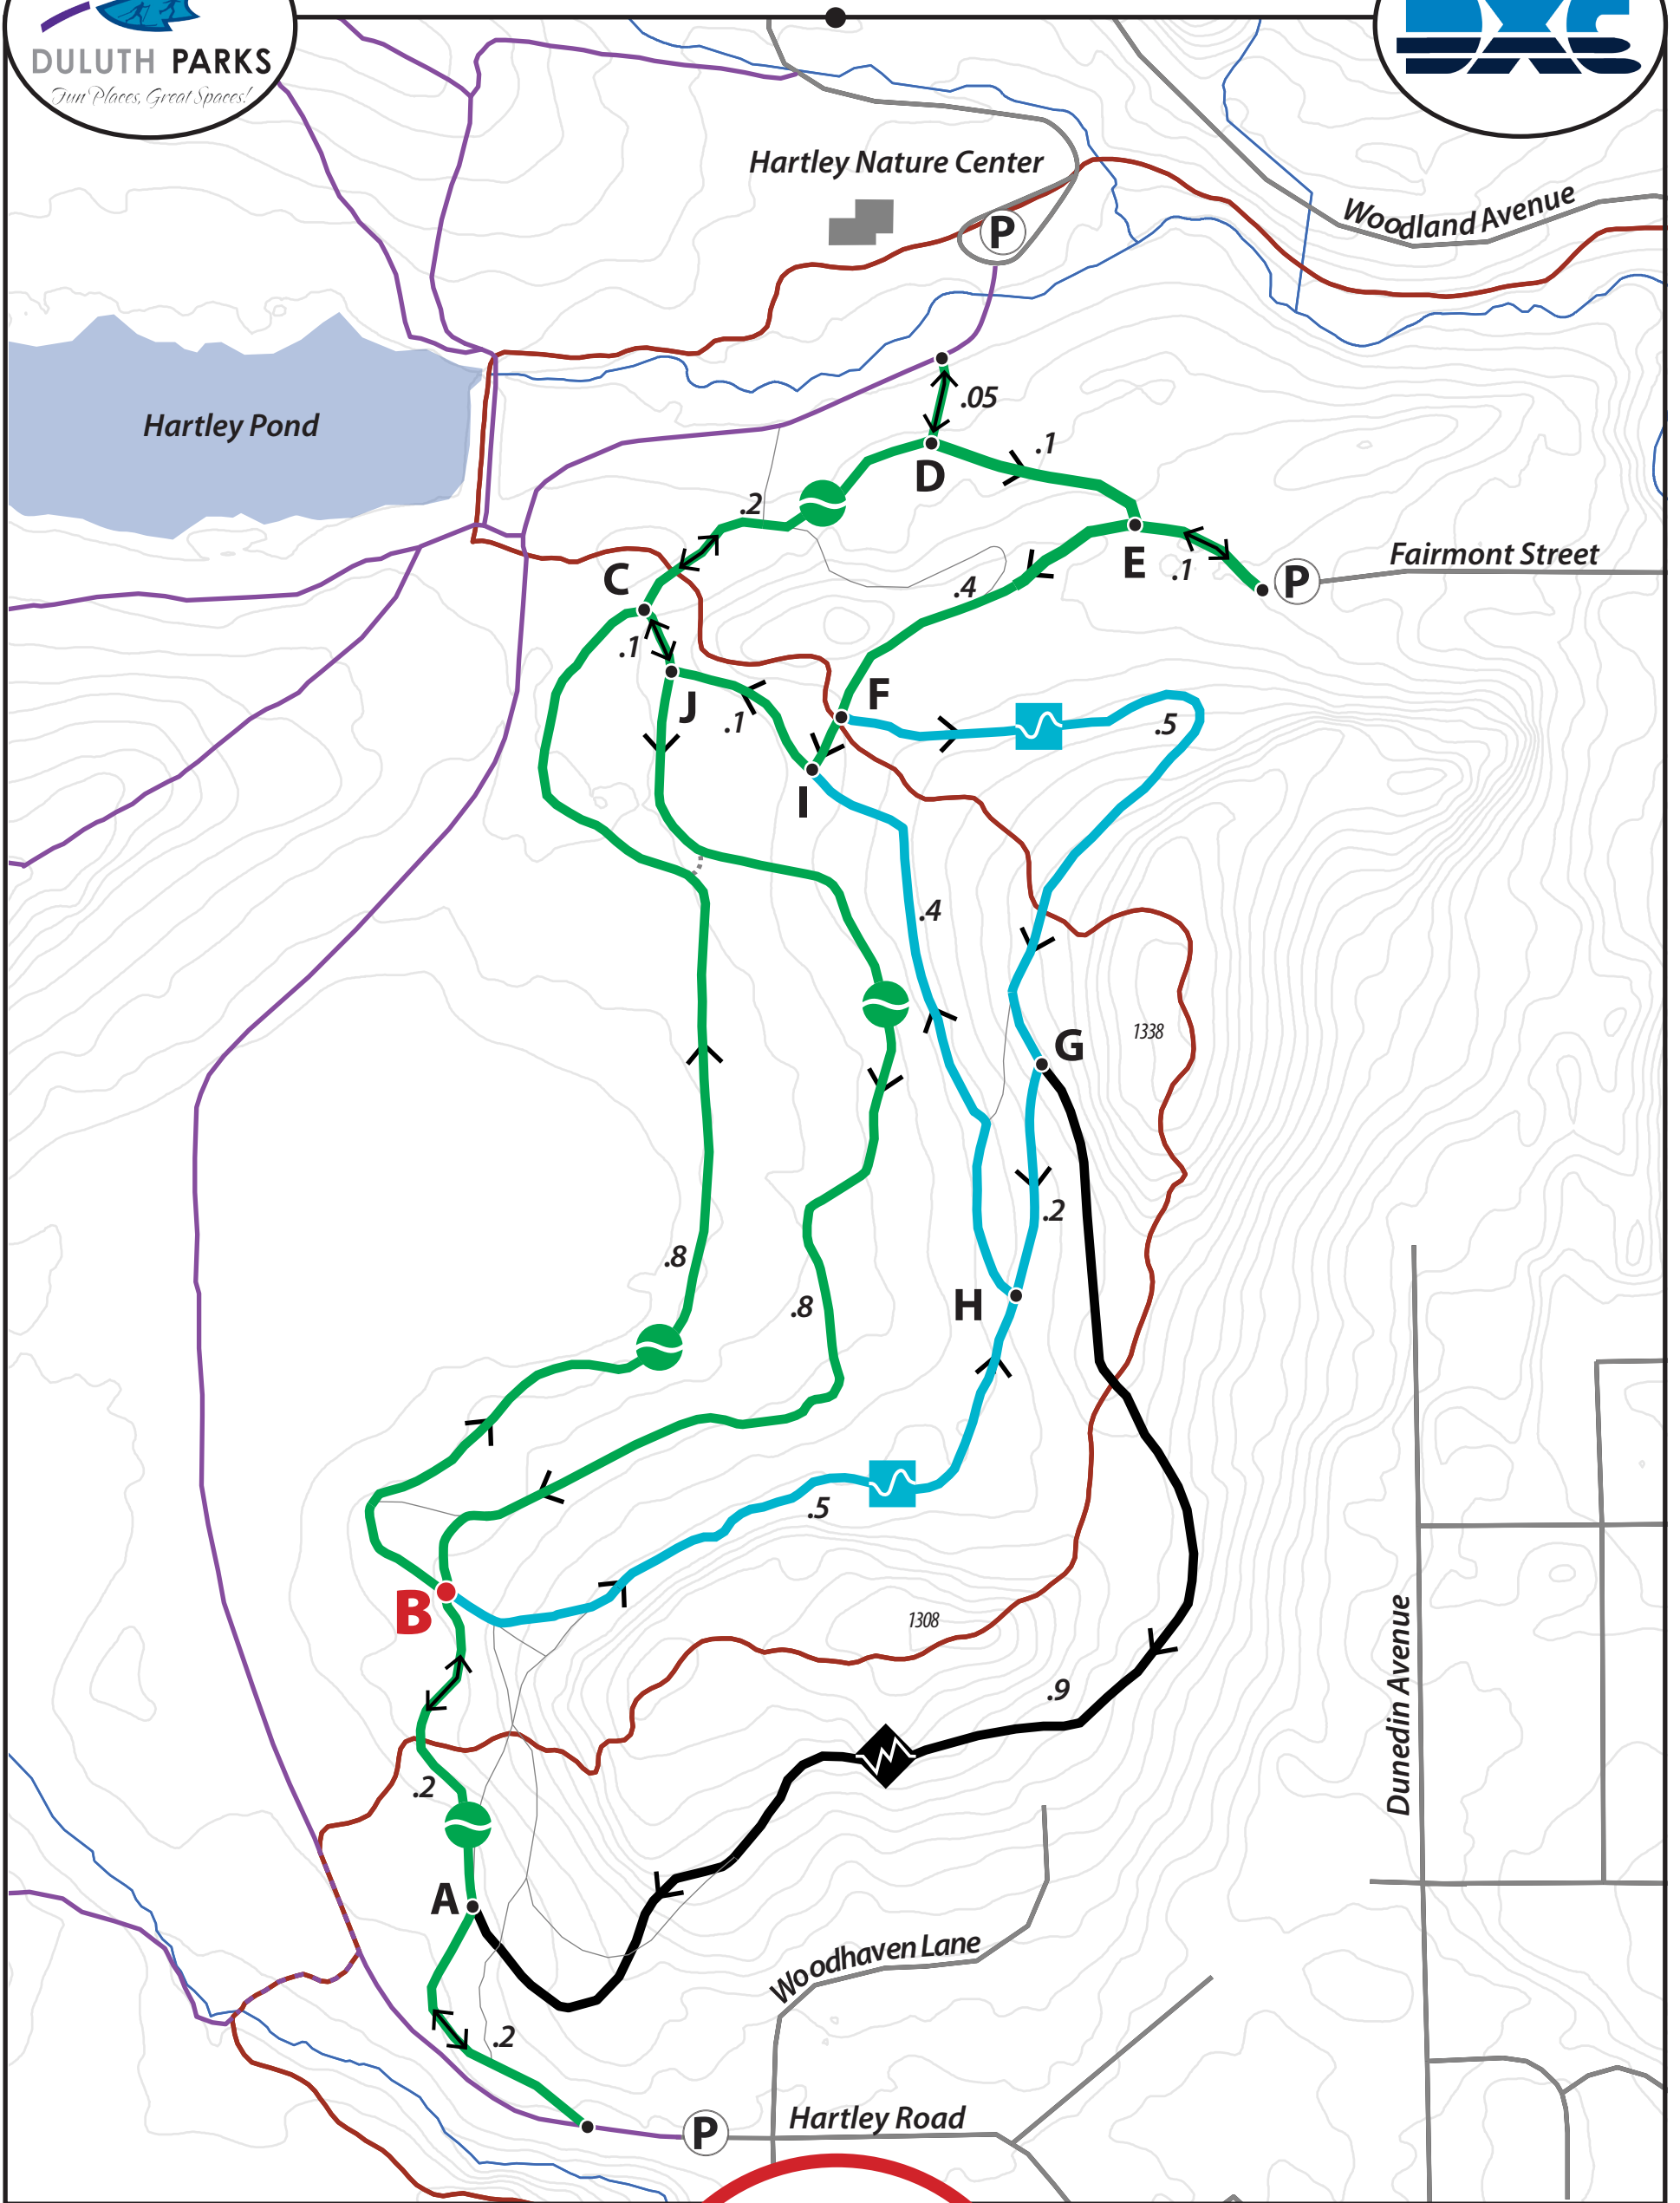 DULUTH PARKS
Fun Places, Great Spaces!
DXC
Hartley Nature Center
P
Woodland Avenue
Hartley Pond
.05
.1
D
.2
E
.1
P
Fairmont Street
C
.4
.1
J
.1
F
.5
I
.4
G
1338
.2
.8
H
.8
.5
B
1308
.9
Dunedin Avenue
.2
A
Woodhaven Lane
.2
P
Hartley Road